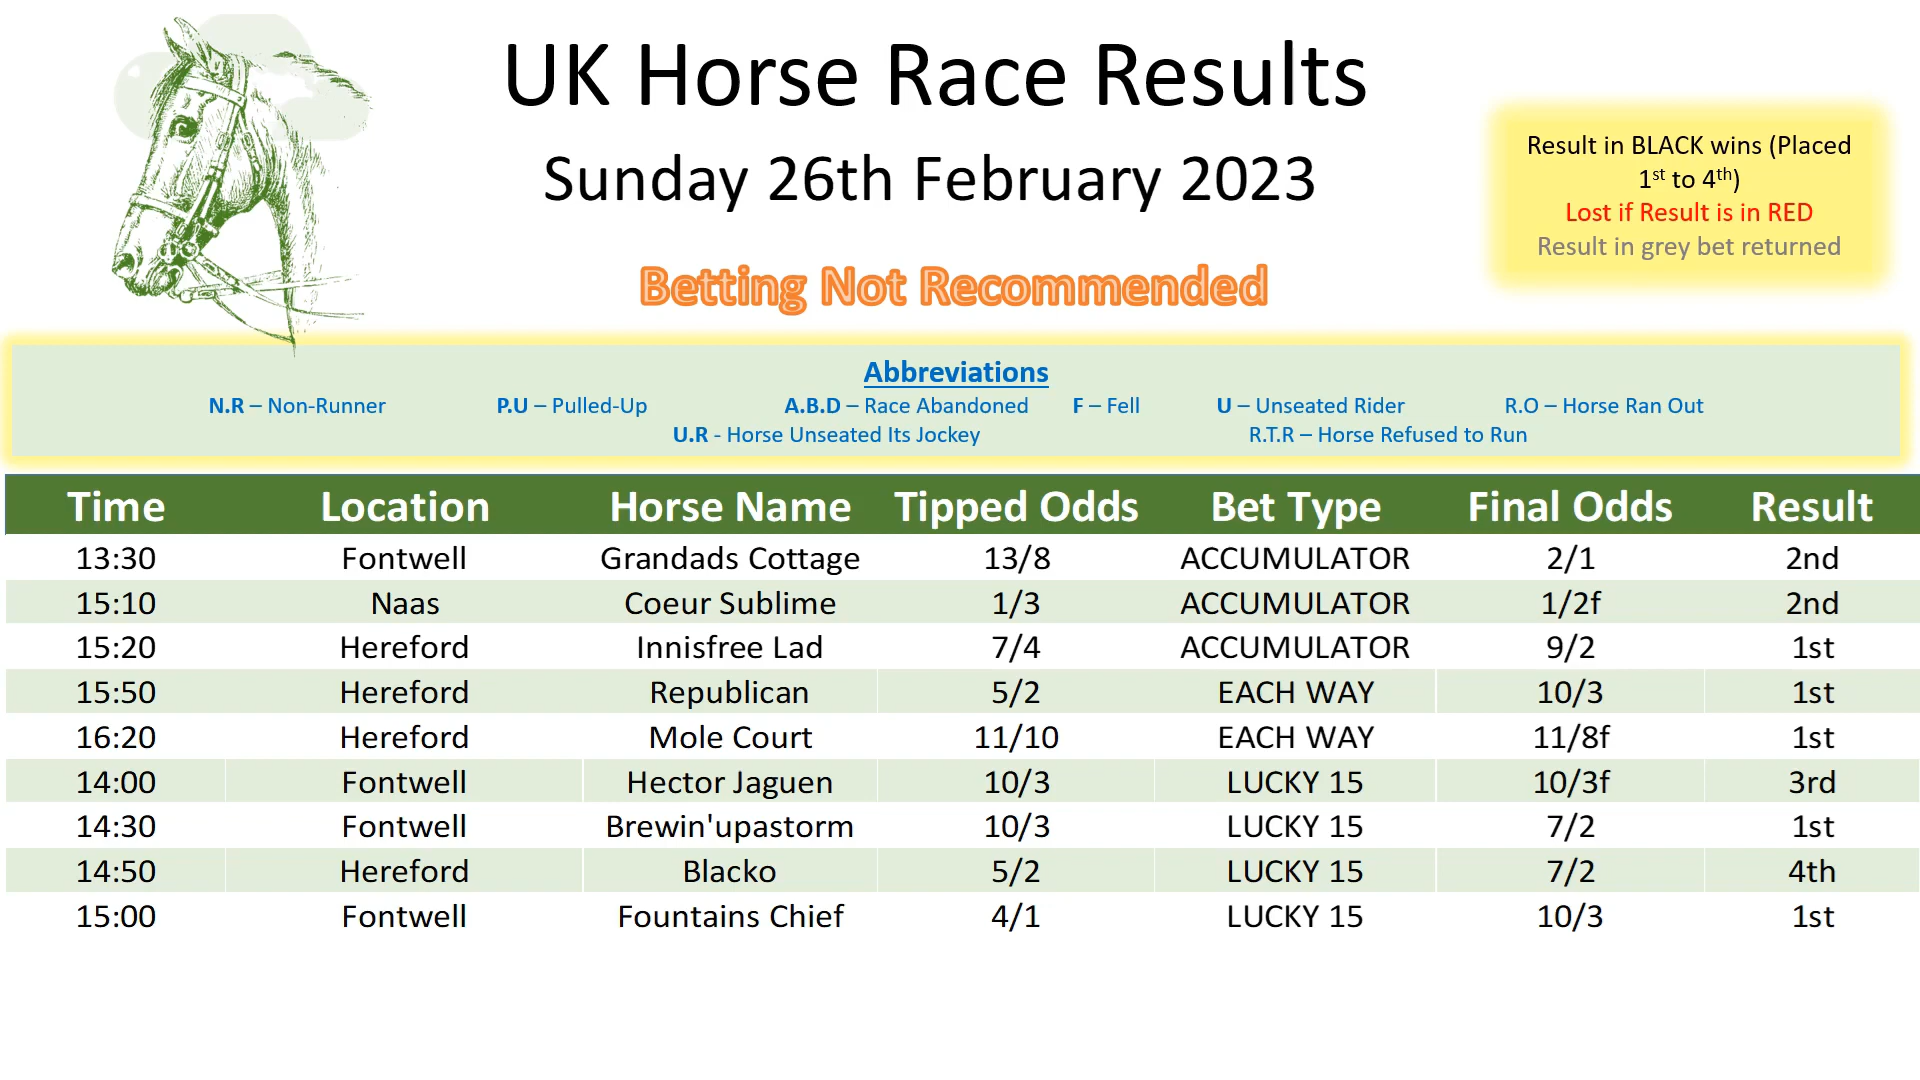 UK Horse Race Results
Sunday 26th February 2023
Betting Not Recommended
Result in BLACK wins (Placed
1st to 4th)
Lost if Result is in RED
Result in grey bet returned
Abbreviations
N.R – Non-Runner P.U – Pulled-Up A.B.D – Race Abandoned F – Fell U – Unseated Rider R.O – Horse Ran Out
U.R - Horse Unseated Its Jockey R.T.R – Horse Refused to Run
Time Location Horse Name Tipped Odds Bet Type Final Odds Result
13:30 Fontwell Grandads Cottage 13/8 ACCUMULATOR 2/1 2nd
15:10 Naas Coeur Sublime 1/3 ACCUMULATOR 1/2f 2nd
15:20 Hereford Innisfree Lad 7/4 ACCUMULATOR 9/2 1st
15:50 Hereford Republican 5/2 EACH WAY 10/3 1st
16:20 Hereford Mole Court 11/10 EACH WAY 11/8f 1st
14:00 Fontwell Hector Jaguen 10/3 LUCKY 15 10/3f 3rd
14:30 Fontwell Brewin'upastorm 10/3 LUCKY 15 7/2 1st
14:50 Hereford Blacko 5/2 LUCKY 15 7/2 4th
15:00 Fontwell Fountains Chief 4/1 LUCKY 15 10/3 1st